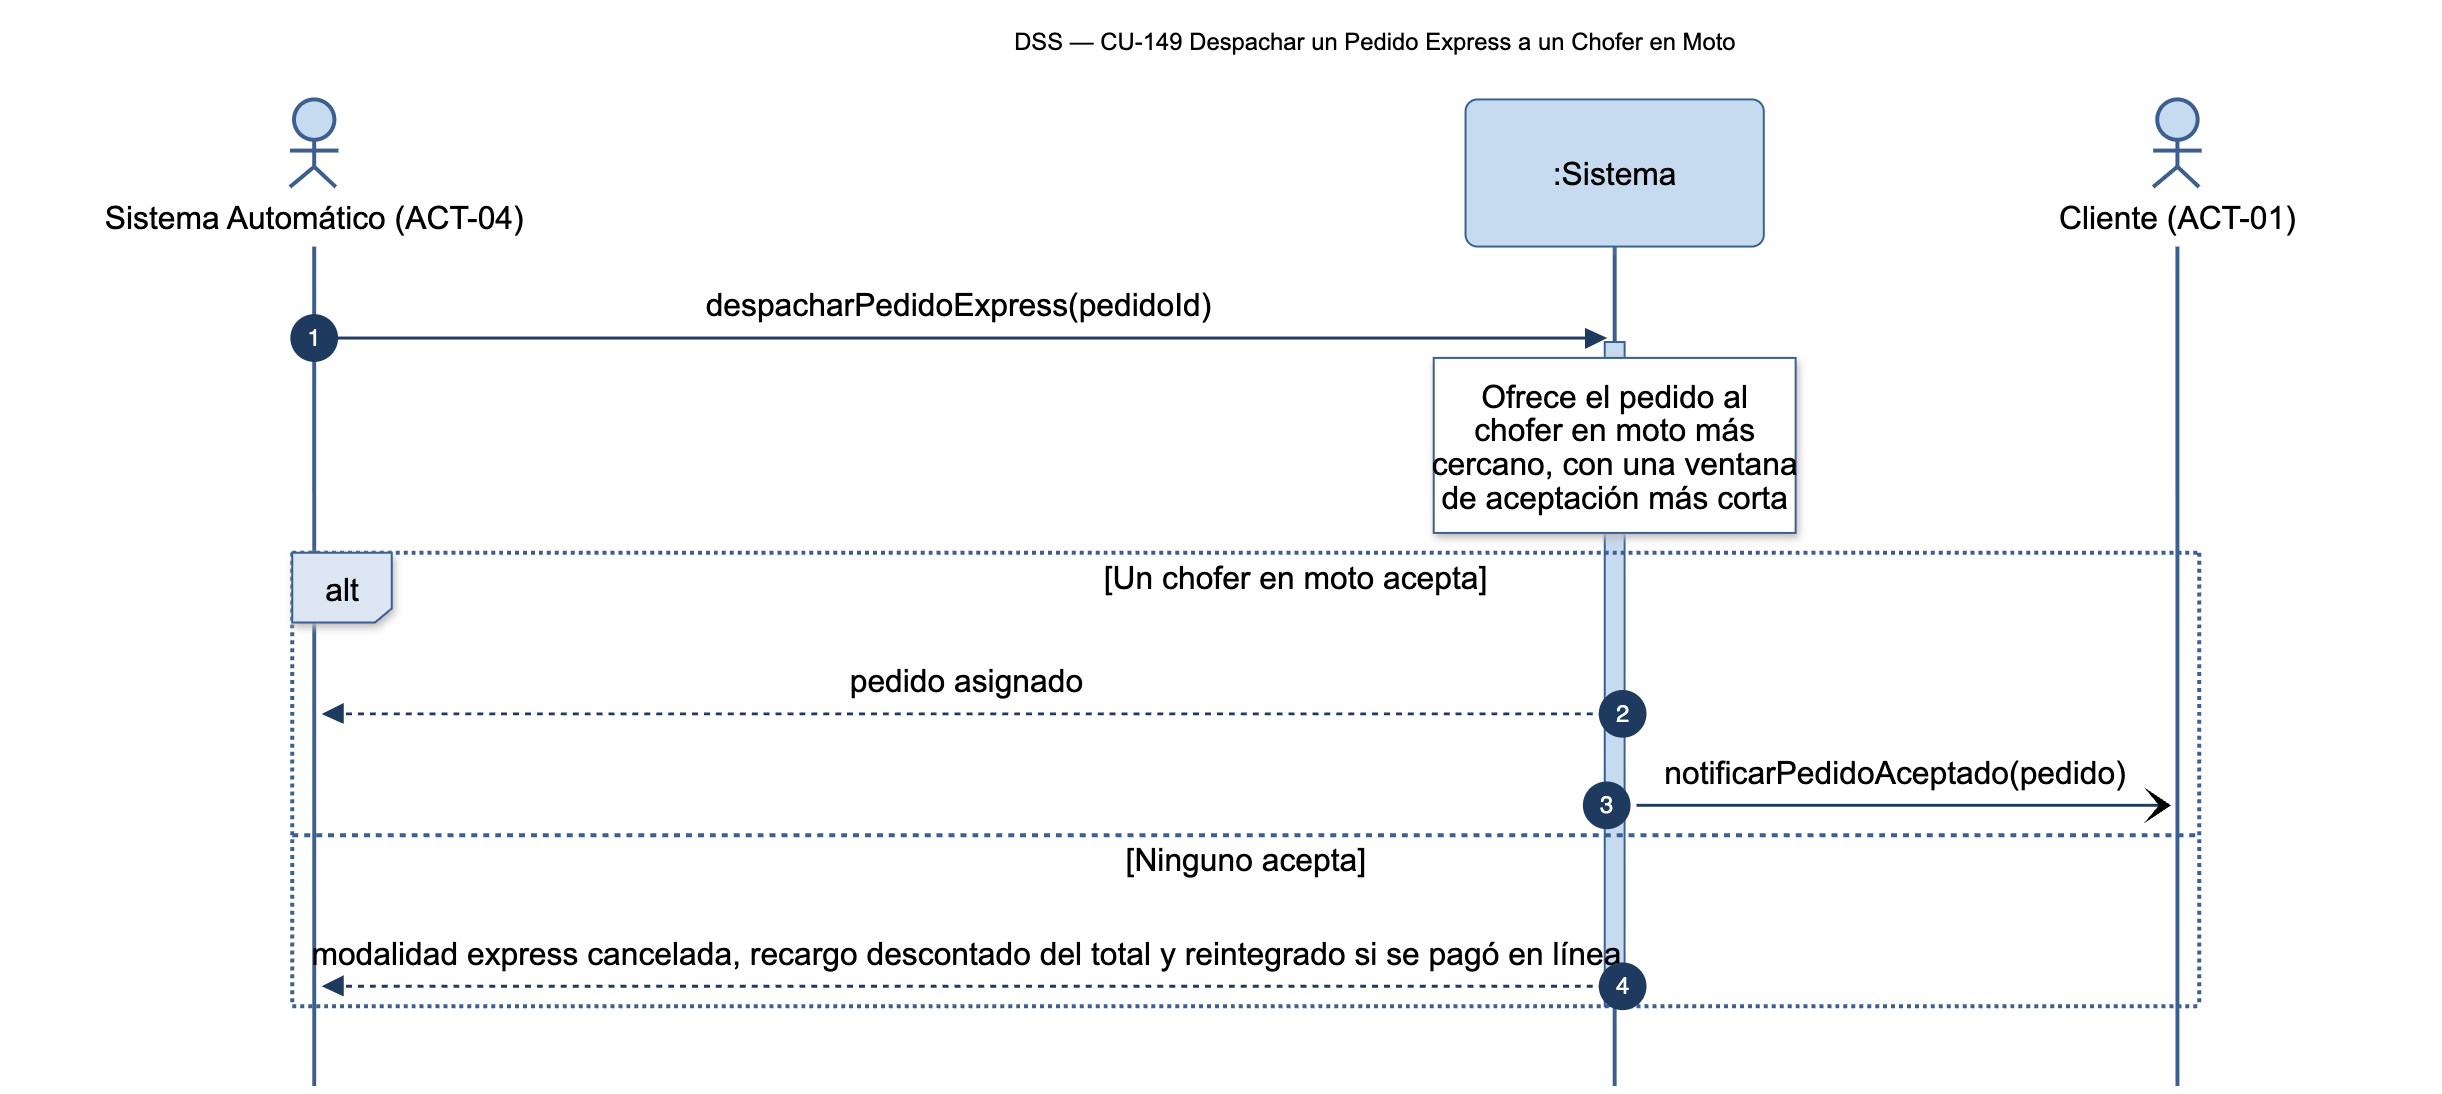 DSS — CU-149 Despachar un Pedido Express a un Chofer en Moto
Sistema Automático (ACT-04)
:Sistema
Cliente (ACT-01)
despacharPedidoExpress(pedidoId)
1
Ofrece el pedido al
chofer en moto más
cercano, con una ventana
de aceptación más corta
alt
[Un chofer en moto acepta]
pedido asignado
2
notificarPedidoAceptado(pedido)
3
[Ninguno acepta]
modalidad express cancelada, recargo descontado del total y reintegrado si se pagó en línea
4